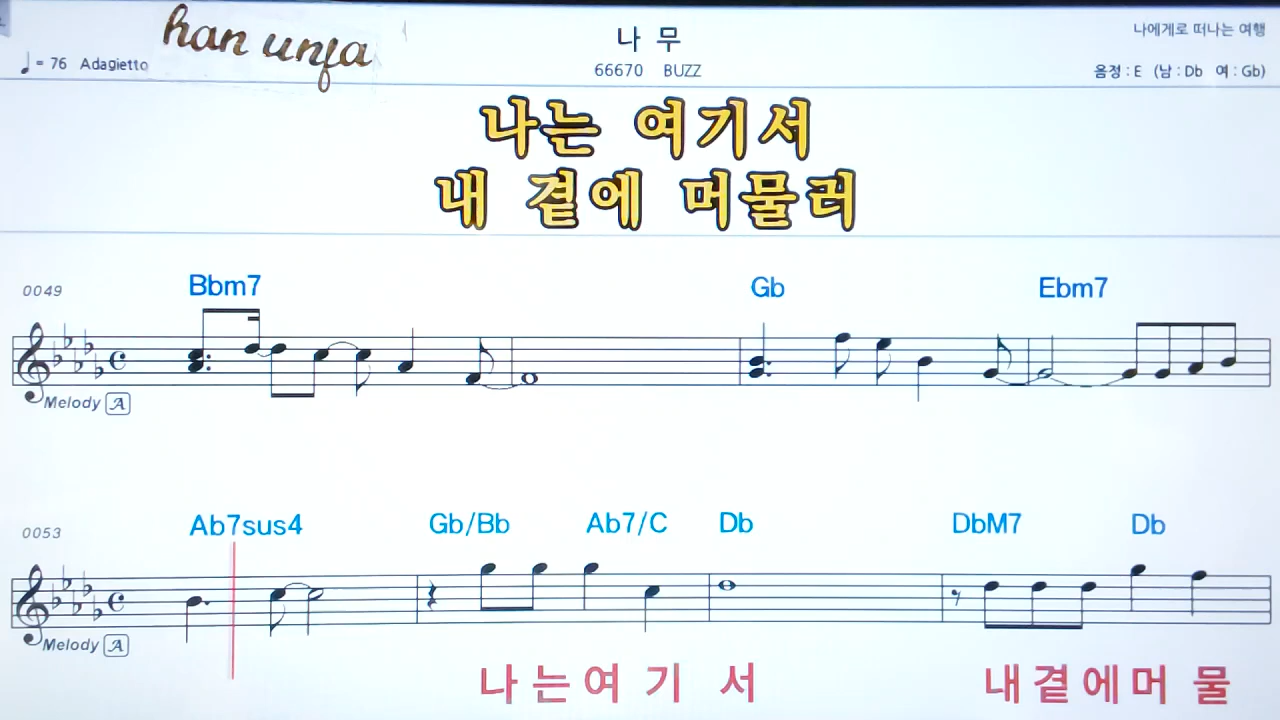 han unja
나 무
나에게로 떠나는 여행
♩ = 76 Adagietto
66670 BUZZ
음정 : E (남 : Db 여 : Gb)
나는 여기서
내 곁에 머물러
0049
Bbm7 Gb Ebm7
Melody A
0053
Ab7sus4 Gb/Bb Ab7/C Db DbM7 Db
Melody A
나 는 여 기 서 내 곁 에 머 물